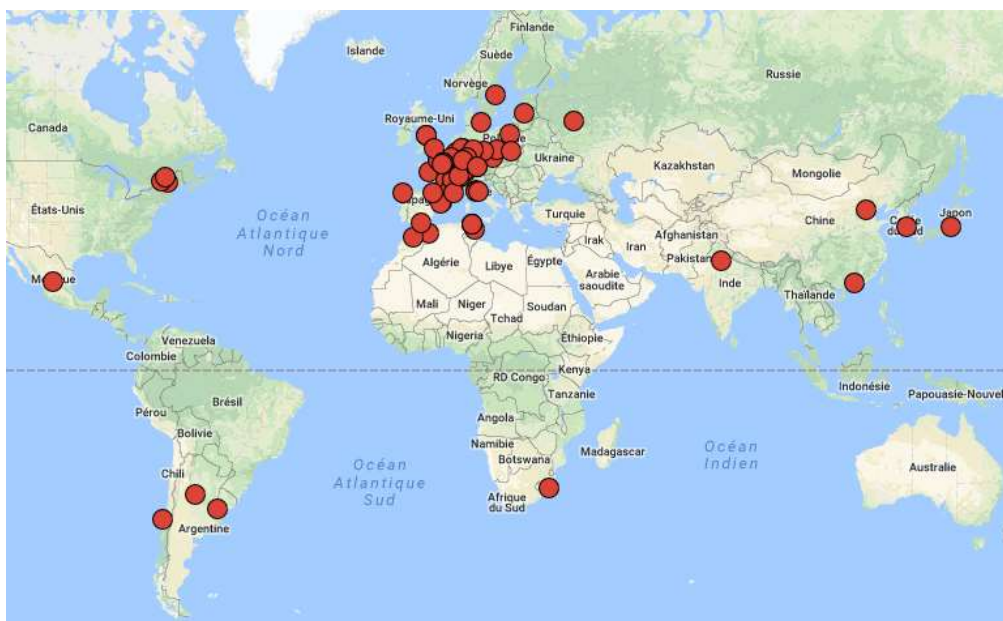 Finlande
Islande
Suède
Russie
Norvège
Royaume-Uni
Canada
Ukraine
Kazakhstan
Mongolie
États-Unis
Océan
Atlantique
Nord
Turquie
Chine
Japon
Irak
Iran
Afghanistan
Algérie
Libye
Égypte
Pakistan
Arabie
saoudite
Inde
Mali
Niger
Soudan
Tchad
Thaïlande
Nigeria
Éthiopie
Venezuela
Colombie
RD Congo
Kenya
Tanzanie
Indonésie
Papouasie-Nouvel
Pérou
Brésil
Angola
Bolivie
Namibie
Botswana
Madagascar
Océan
Indien
Océan
Atlantique
Sud
Chili
Australie
Afrique
du Sud
Argentine